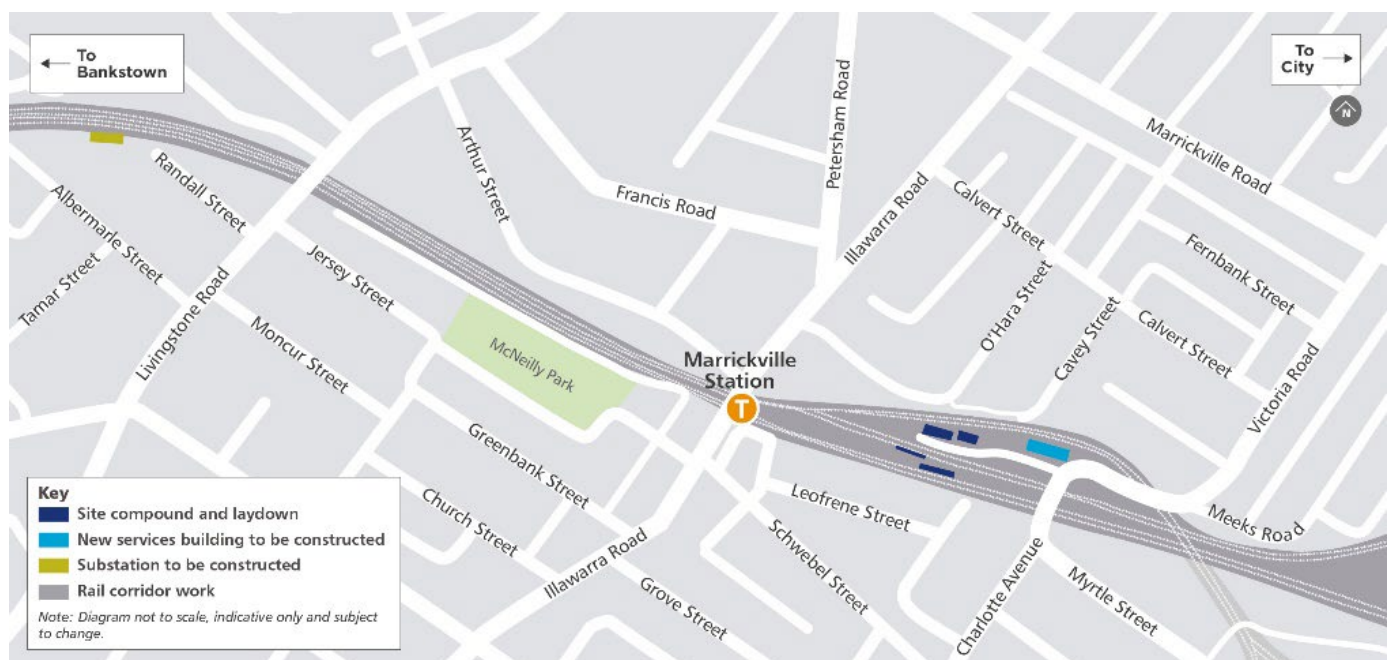 To
Bankstown
To
City
N
Petersham Road
Marrickville Road
Arthur Street
Randall Street
Francis Road
Illawarra Road
Calvert Street
Albermarle Street
Fernbank Street
Tamar Street
Jersey Street
O'Hara Street
Livingstone Road
Moncur Street
McNeilly Park
Marrickville
Station
T
Cavey Street
Calvert Street
Victoria Road
Greenbank Street
Church Street
Illawarra Road
Leofrene Street
Schwebel Street
Grove Street
Meeks Road
Charlotte Avenue
Myrtle Street
Key
Site compound and laydown
New services building to be constructed
Substation to be constructed
Rail corridor work
Note: Diagram not to scale, indicative only and subject
to change.